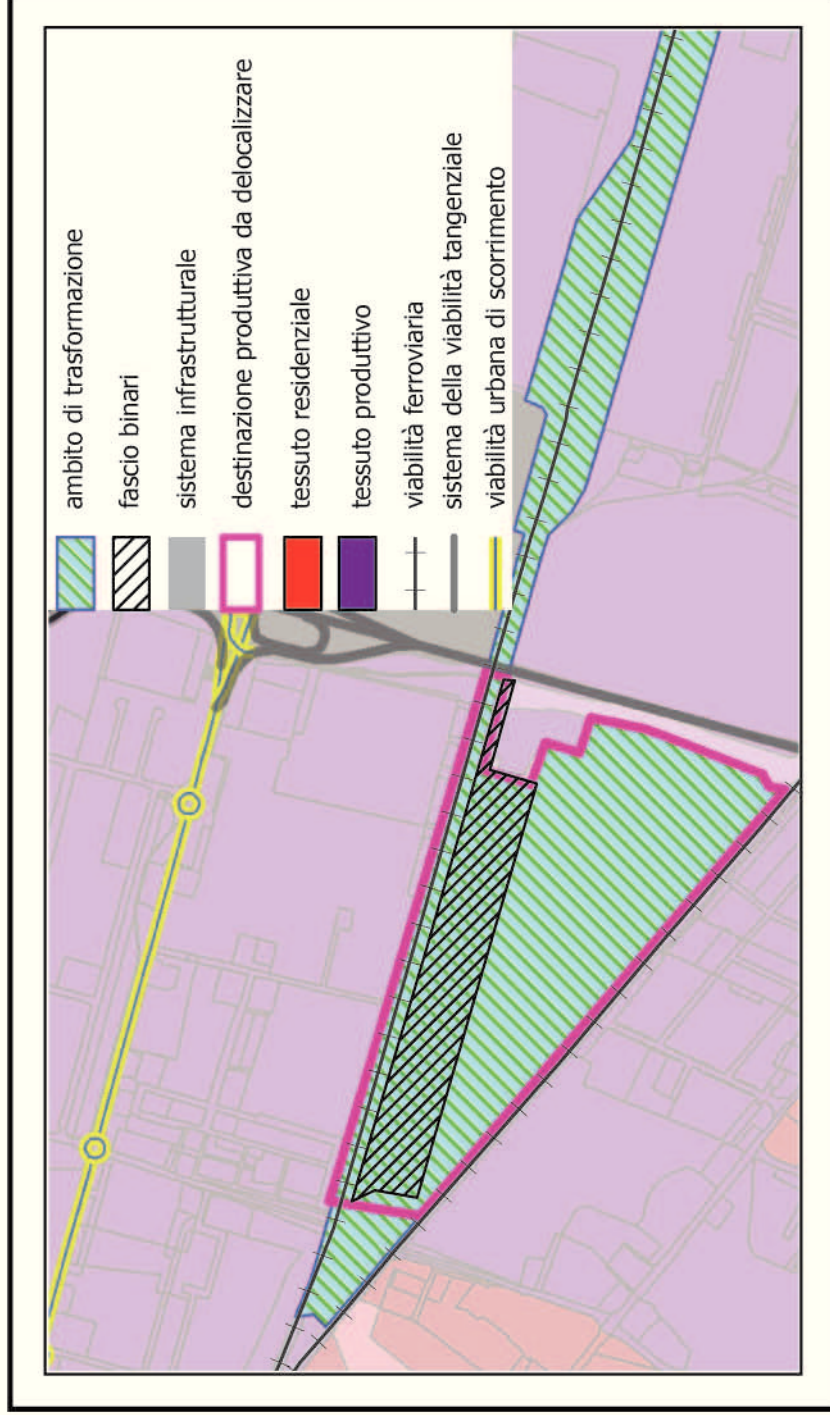 ambito di trasformazione
fascio binari
sistema infrastrutturale
destinazione produttiva da delocalizzare
tessuto residenziale
tessuto produttivo
viabilità ferroviaria
sistema della viabilità tangenziale
viabilità urbana di scorrimento